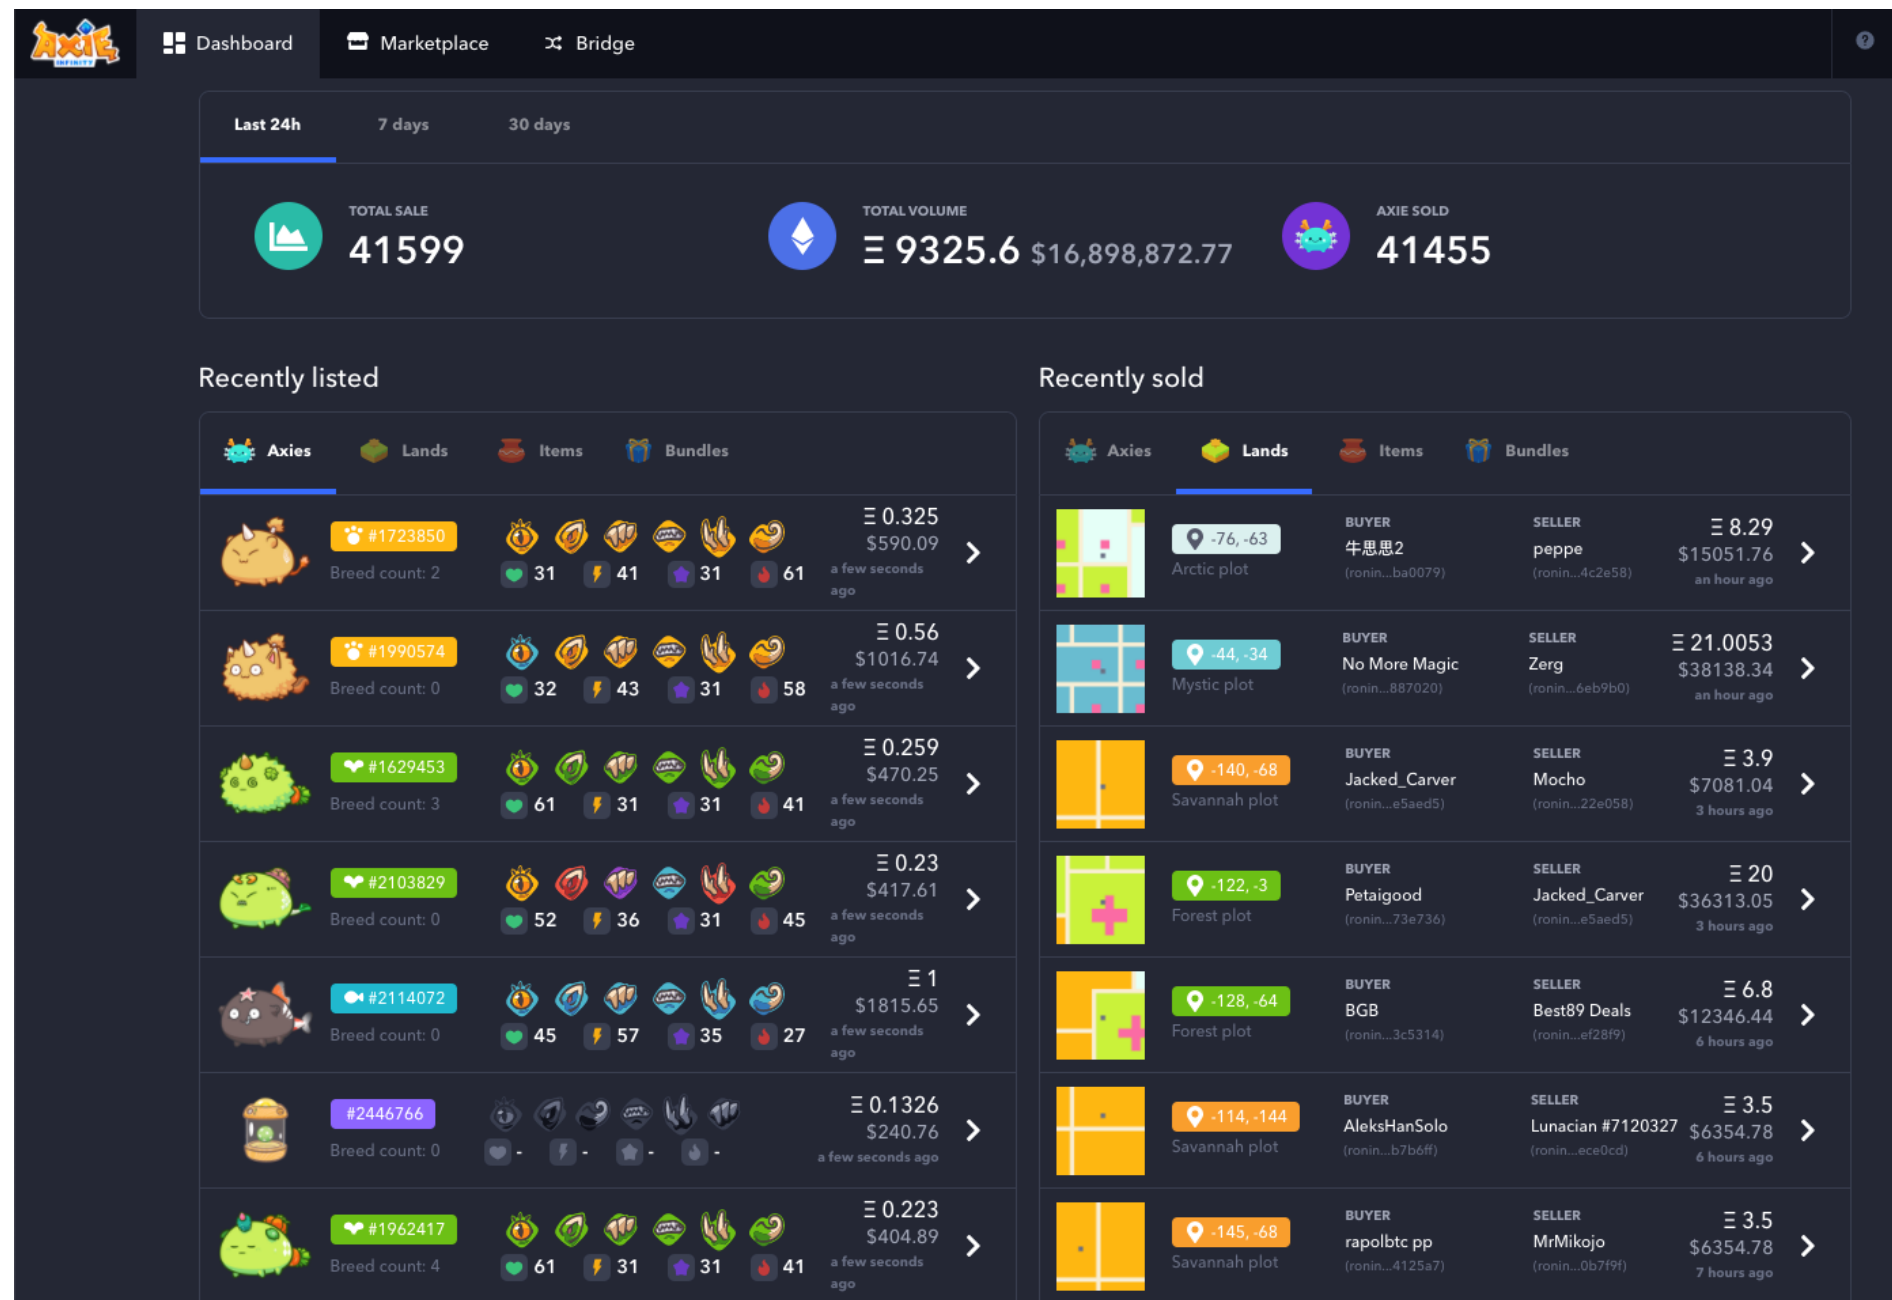 AXIE
INFINITY
Dashboard
Marketplace
Bridge
?
Last 24h
7 days
30 days
TOTAL SALE
41599
TOTAL VOLUME
Ξ 9325.6 $16,898,872.77
AXIE SOLD
41455
Recently listed
Axies
Lands
Items
Bundles
#1723850
Breed count: 2
31
41
31
61
Ξ 0.325
$590.09
a few seconds
ago
#1990574
Breed count: 0
32
43
31
58
Ξ 0.56
$1016.74
a few seconds
ago
#1629453
Breed count: 3
61
31
31
41
Ξ 0.259
$470.25
a few seconds
ago
#2103829
Breed count: 0
52
36
31
45
Ξ 0.23
$417.61
a few seconds
ago
#2114072
Breed count: 0
45
57
35
27
Ξ 1
$1815.65
a few seconds
ago
#2446766
Breed count: 0
-
-
-
-
Ξ 0.1326
$240.76
a few seconds ago
#1962417
Breed count: 4
61
31
31
41
Ξ 0.223
$404.89
a few seconds
ago
Recently sold
Axies
Lands
Items
Bundles
-76, -63
Arctic plot
BUYER
牛思思2
(ronin...ba0079)
SELLER
peppe
(ronin...4c2e58)
Ξ 8.29
$15051.76
an hour ago
-44, -34
Mystic plot
BUYER
No More Magic
(ronin...887020)
SELLER
Zerg
(ronin...6eb9b0)
Ξ 21.0053
$38138.34
an hour ago
-140, -68
Savannah plot
BUYER
Jacked_Carver
(ronin...e5aed5)
SELLER
Mocho
(ronin...22e058)
Ξ 3.9
$7081.04
3 hours ago
-122, -3
Forest plot
BUYER
Petaigood
(ronin...73e736)
SELLER
Jacked_Carver
(ronin...e5aed5)
Ξ 20
$36313.05
3 hours ago
-128, -64
Forest plot
BUYER
BGB
(ronin...3c5314)
SELLER
Best89 Deals
(ronin...ef28f9)
Ξ 6.8
$12346.44
6 hours ago
-114, -144
Savannah plot
BUYER
AleksHanSolo
(ronin...b7b6ff)
SELLER
Lunacian #7120327
(ronin...ece0cd)
Ξ 3.5
$6354.78
6 hours ago
-145, -68
Savannah plot
BUYER
rapolbtc pp
(ronin...4125a7)
SELLER
MrMikojo
(ronin...0b7f9f)
Ξ 3.5
$6354.78
7 hours ago